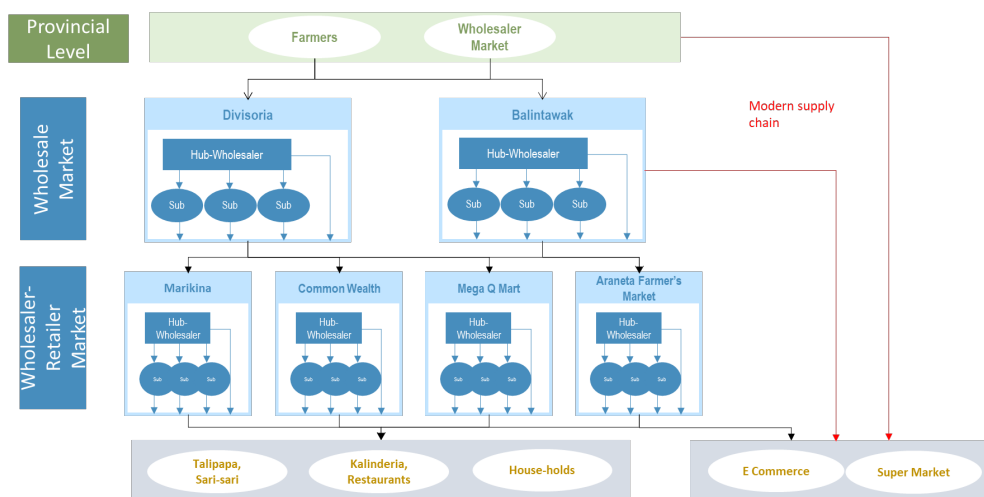 Provincial
Level
Farmers
Wholesaler
Market
Modern supply
chain
Wholesale
Market
Divisoria
Hub-Wholesaler
Sub
Sub
Sub
Balintawak
Hub-Wholesaler
Sub
Sub
Sub
Wholesaler-
Retailer
Market
Marikina
Hub-
Wholesaler
Sub
Sub
Sub
Common Wealth
Hub-
Wholesaler
Sub
Sub
Sub
Mega Q Mart
Hub-
Wholesaler
Sub
Sub
Sub
Araneta Farmer's
Market
Hub-
Wholesaler
Sub
Sub
Sub
Talipapa,
Sari-sari
Kalinderia,
Restaurants
House-holds
E Commerce
Super Market